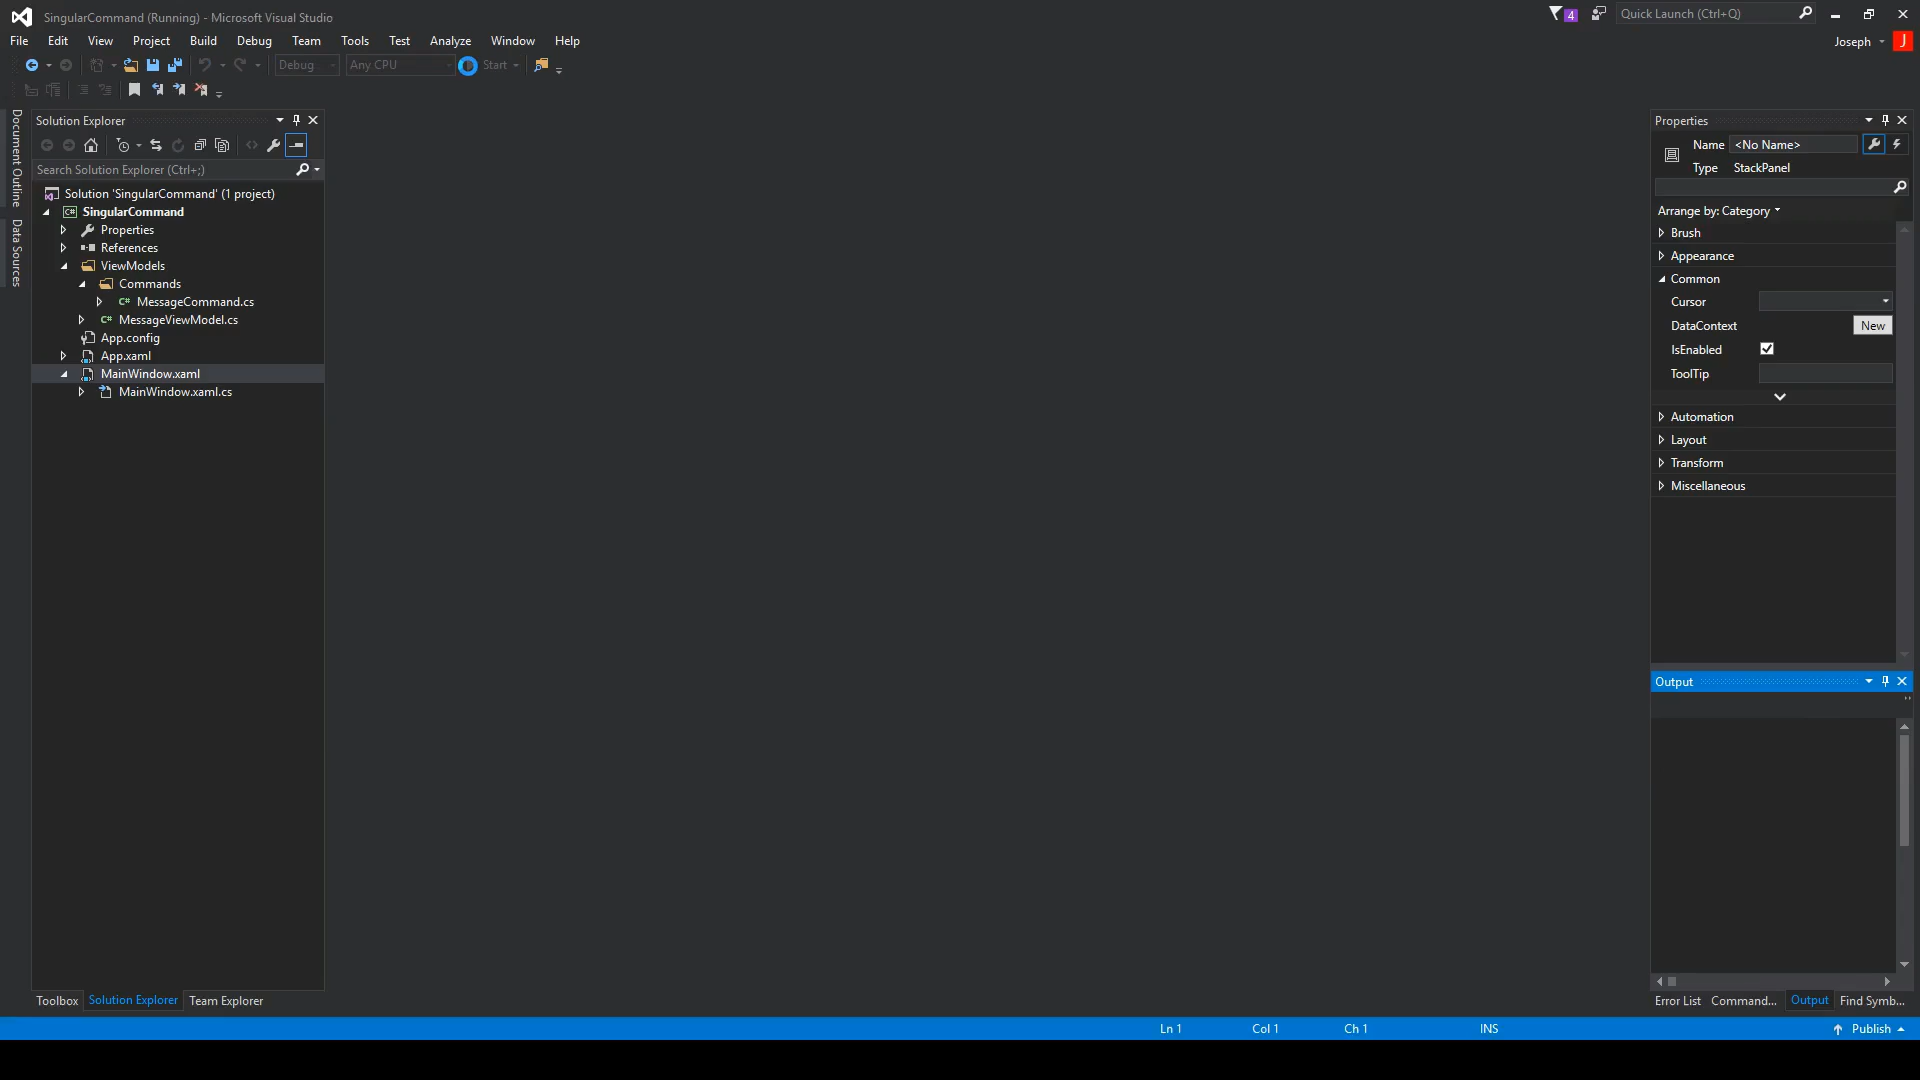 SingularCommand (Running) - Microsoft Visual Studio
4
Quick Launch (Ctrl+Q)
File Edit View Project Build Debug Team Tools Test Analyze Window Help
Joseph J
Debug Any CPU Start
Document Outline
Data Sources
Solution Explorer
Search Solution Explorer (Ctrl+;)
Solution 'SingularCommand' (1 project)
C# SingularCommand
Properties
References
ViewModels
Commands
C# MessageCommand.cs
C# MessageViewModel.cs
App.config
App.xaml
MainWindow.xaml
MainWindow.xaml.cs
Toolbox Solution Explorer Team Explorer
Properties
Name <No Name>
Type StackPanel
Arrange by: Category
Brush
Appearance
Common
Cursor
DataContext New
IsEnabled
ToolTip
Automation
Layout
Transform
Miscellaneous
Output
Error List Command... Output Find Symb...
Ln 1 Col 1 Ch 1 INS Publish